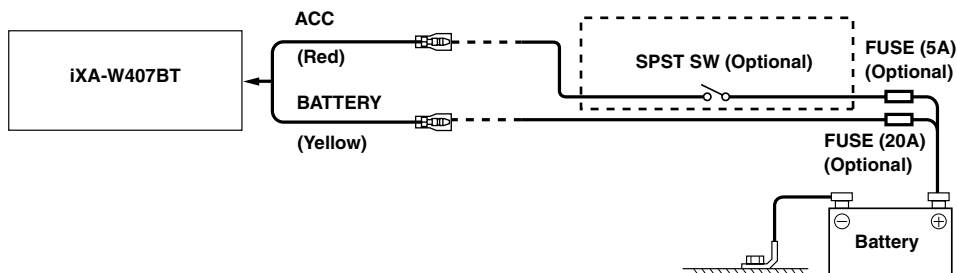 ACC
(Red)
iXA-W407BT
BATTERY
(Yellow)
SPST SW (Optional)
FUSE (5A)
(Optional)
FUSE (20A)
(Optional)
⊖ ⊕
Battery